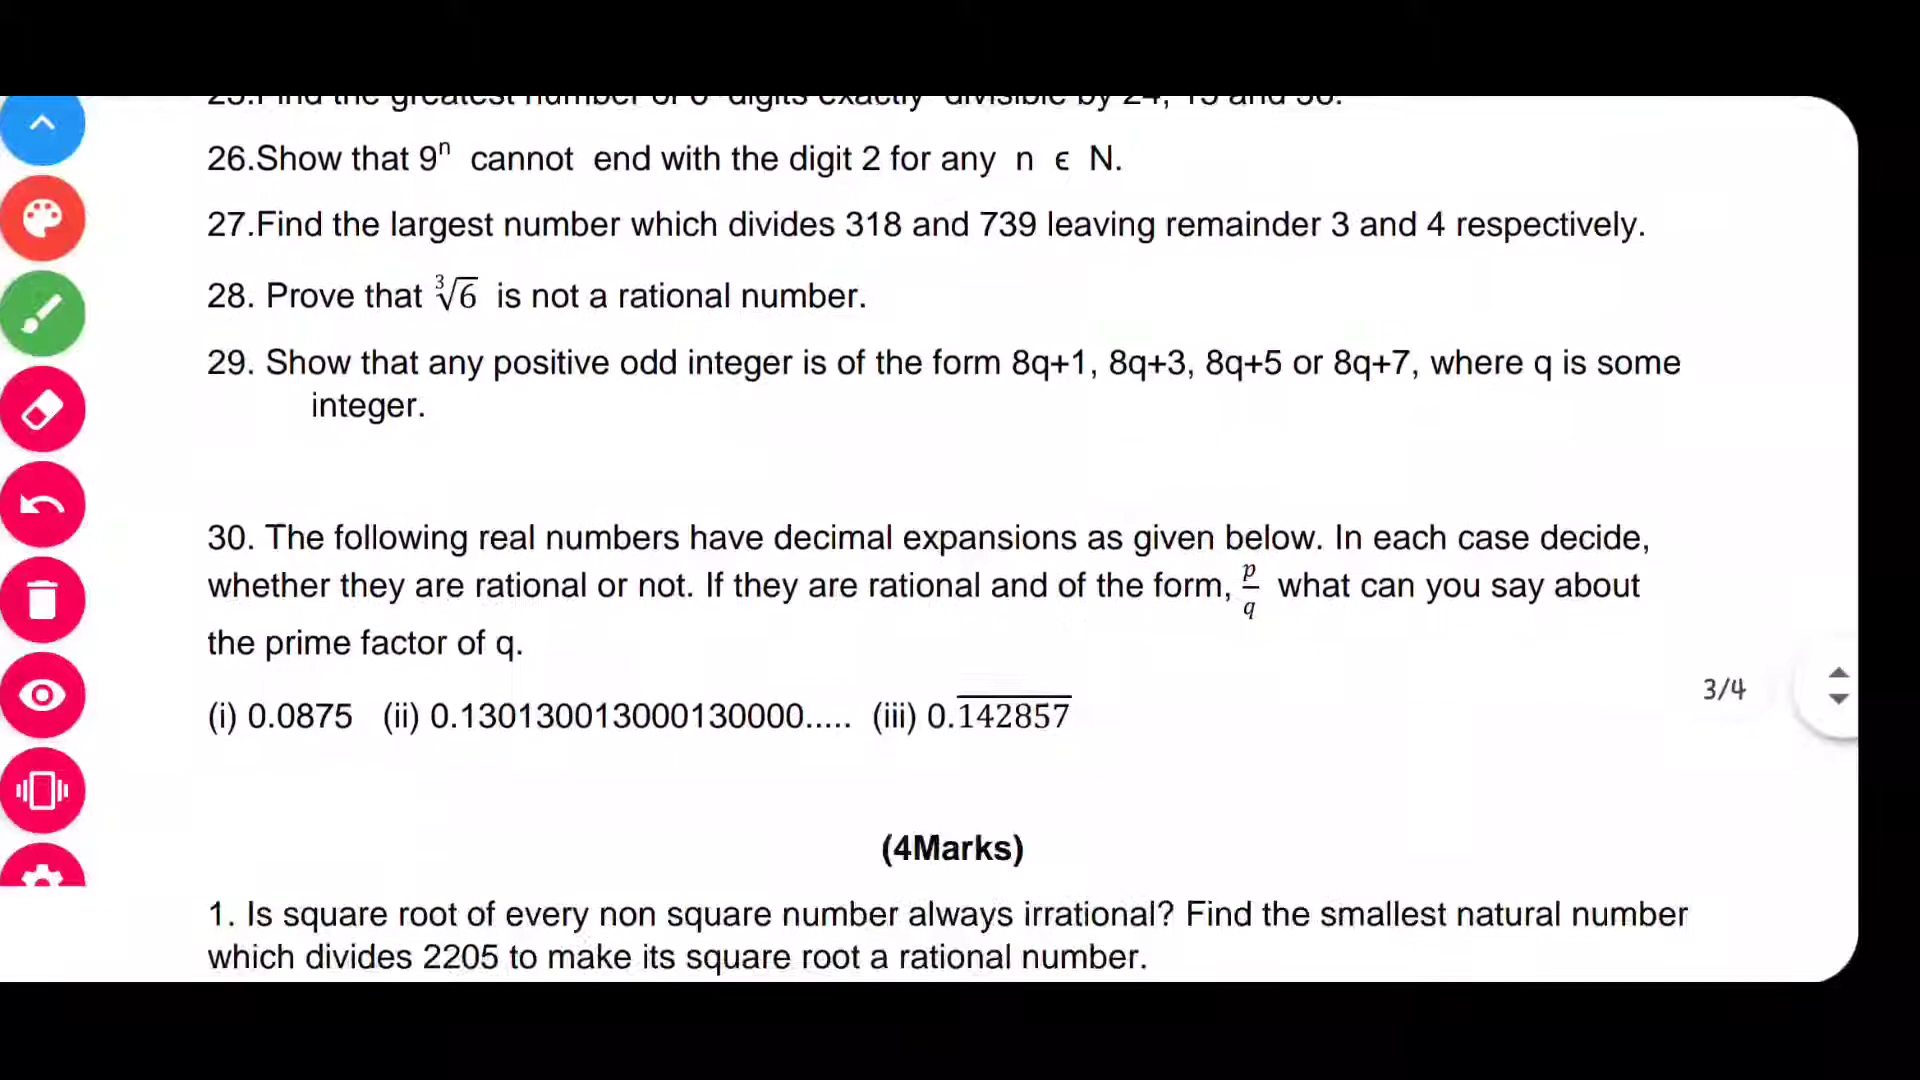 26.Show that 9ⁿ cannot end with the digit 2 for any n ϵ N.
27.Find the largest number which divides 318 and 739 leaving remainder 3 and 4 respectively.
28. Prove that ∛6 is not a rational number.
29. Show that any positive odd integer is of the form 8q+1, 8q+3, 8q+5 or 8q+7, where q is some
integer.
30. The following real numbers have decimal expansions as given below. In each case decide,
whether they are rational or not. If they are rational and of the form, p/q what can you say about
the prime factor of q.
3/4
(i) 0.0875 (ii) 0.130130013000130000..... (iii) 0.1̅4̅2̅8̅5̅7̅
(4Marks)
1. Is square root of every non square number always irrational? Find the smallest natural number
which divides 2205 to make its square root a rational number.